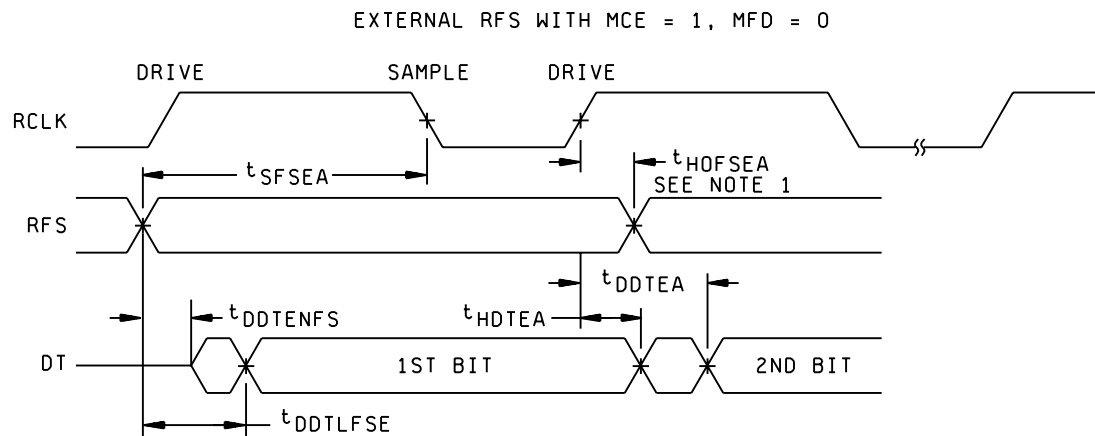 EXTERNAL RFS WITH MCE = 1, MFD = 0
DRIVE SAMPLE DRIVE
RCLK
tSFSEA tHOFSEA
SEE NOTE 1
RFS
tDDTEA
tDDTENFS tHDTEA
DT 1ST BIT 2ND BIT
tDDTLFSE